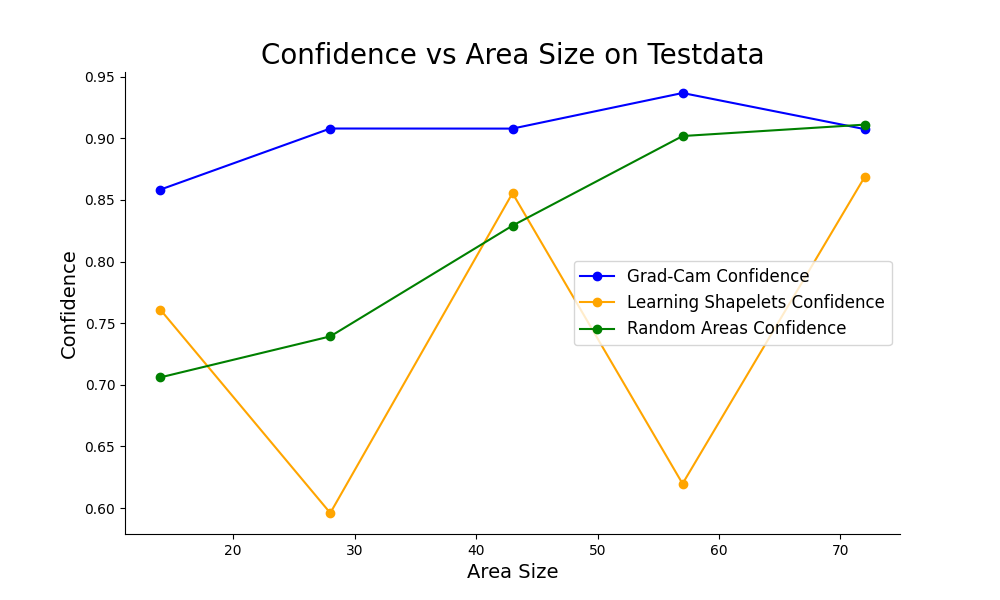 Confidence vs Area Size on Testdata
0.95
0.90
0.85
0.80
0.75
0.70
0.65
0.60
Confidence
Grad-Cam Confidence
Learning Shapelets Confidence
Random Areas Confidence
20 30 40 50 60 70
Area Size